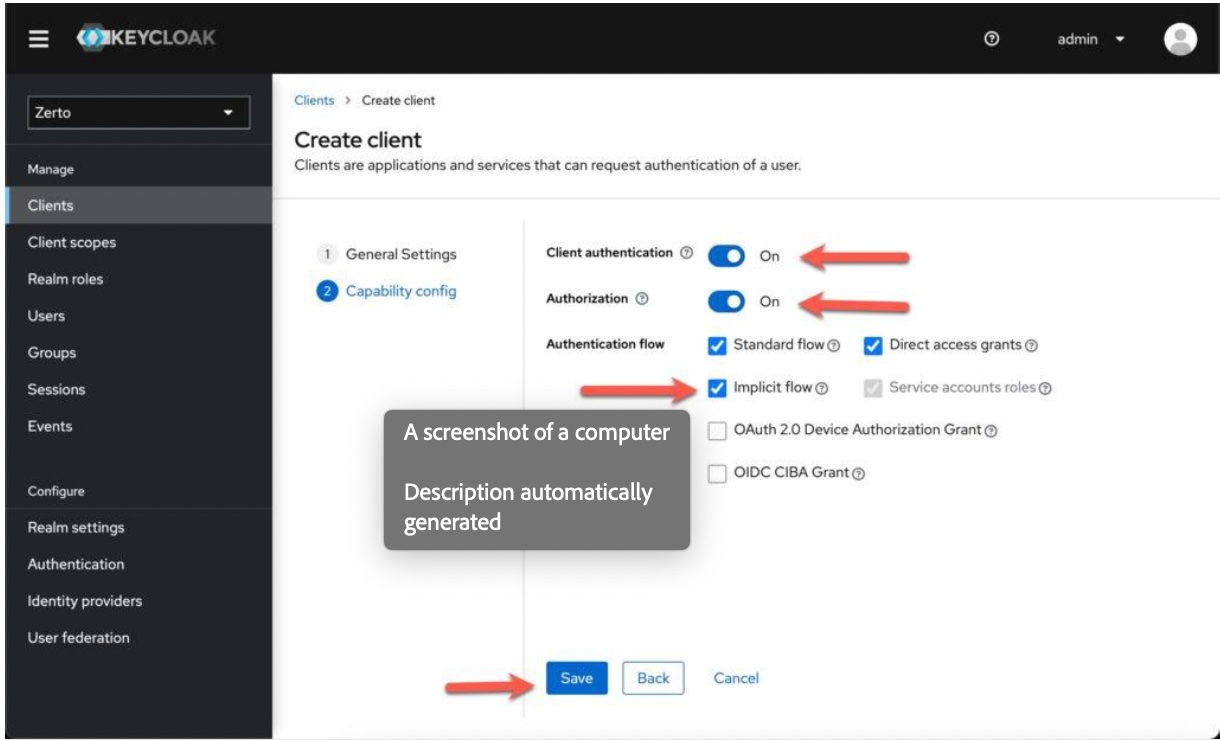 KEYCLOAK
admin
Zerto
Manage
Clients
Client scopes
Realm roles
Users
Groups
Sessions
Events
Configure
Realm settings
Authentication
Identity providers
User federation
Clients > Create client
Create client
Clients are applications and services that can request authentication of a user.
1 General Settings
2 Capability config
Client authentication ? On
Authorization ? On
Authentication flow
Standard flow ? Direct access grants ?
Implicit flow ? Service accounts roles ?
OAuth 2.0 Device Authorization Grant ?
OIDC CIBA Grant ?
A screenshot of a computer
Description automatically
generated
Save Back Cancel